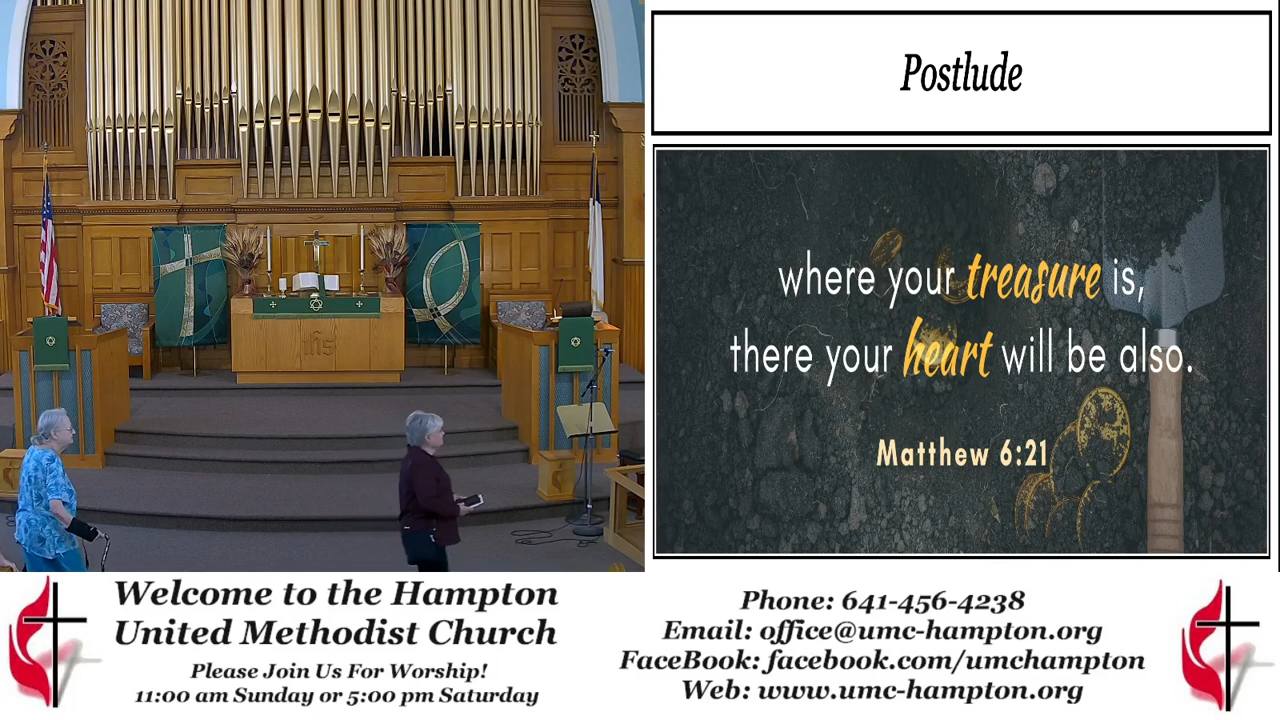 Postlude
where your treasure is,
there your heart will be also.
Matthew 6:21
ihs
Welcome to the Hampton
United Methodist Church
Please Join Us For Worship!
11:00 am Sunday or 5:00 pm Saturday
Phone: 641-456-4238
Email: office@umc-hampton.org
FaceBook: facebook.com/umchampton
Web: www.umc-hampton.org